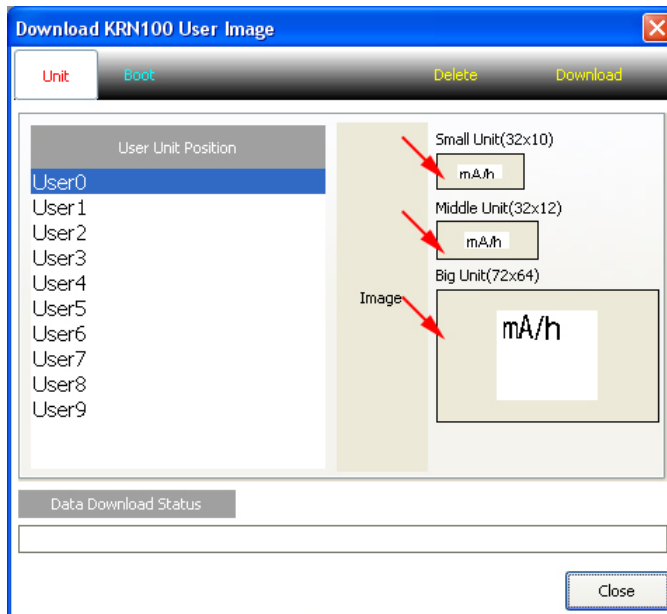 Download KRN100 User Image
Unit Boot Delete Download
User Unit Position
User0
User1
User2
User3
User4
User5
User6
User7
User8
User9
Image
Small Unit(32x10)
mA/h
Middle Unit(32x12)
mA/h
Big Unit(72x64)
mA/h
Data Download Status
Close